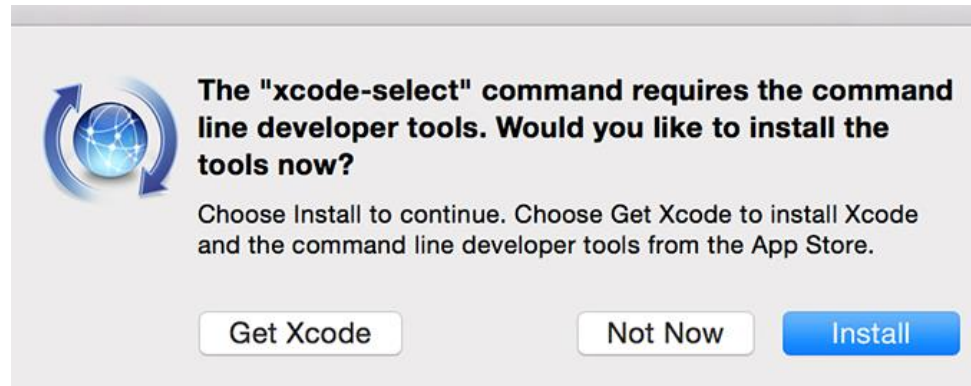 The "xcode-select" command requires the command
line developer tools. Would you like to install the
tools now?
Choose Install to continue. Choose Get Xcode to install Xcode
and the command line developer tools from the App Store.
Get Xcode
Not Now
Install